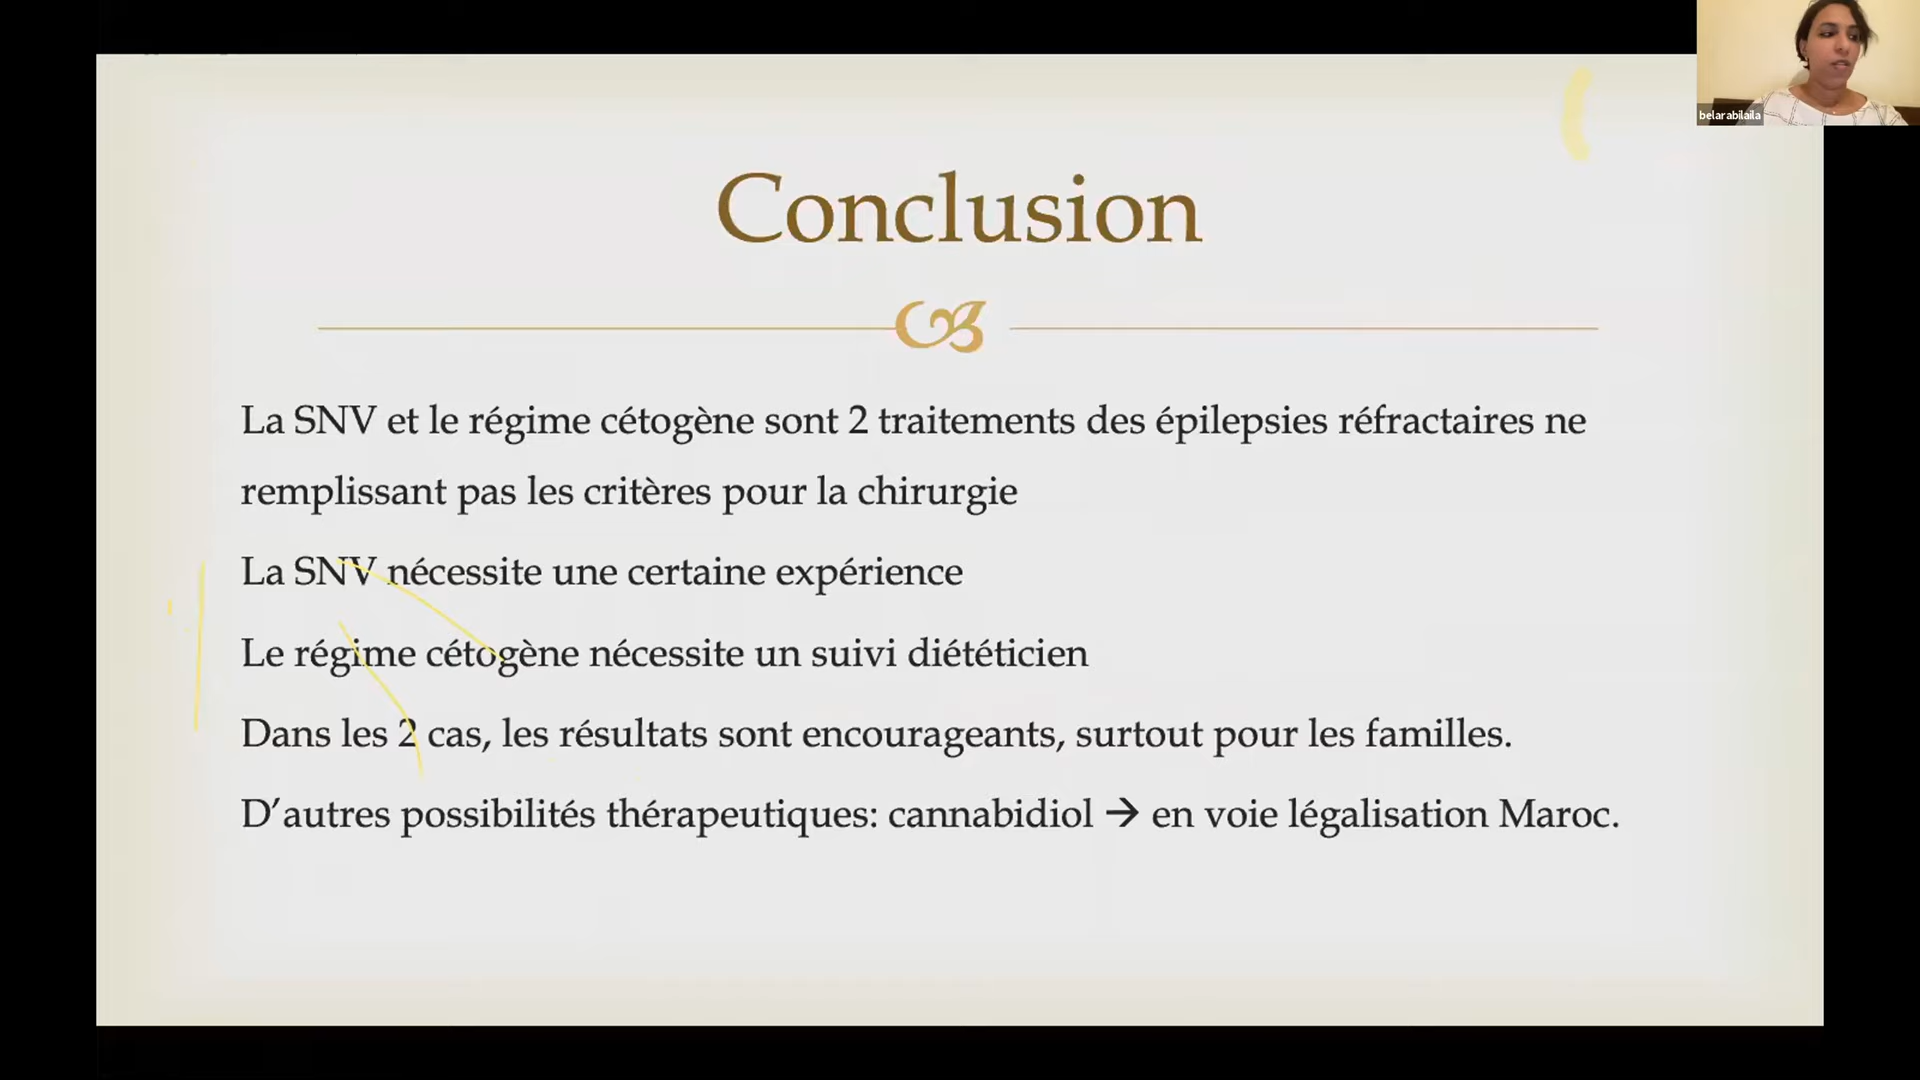 belarabilaila
Conclusion
La SNV et le régime cétogène sont 2 traitements des épilepsies réfractaires ne
remplissant pas les critères pour la chirurgie
La SNV nécessite une certaine expérience
Le régime cétogène nécessite un suivi diététicien
Dans les 2 cas, les résultats sont encourageants, surtout pour les familles.
D’autres possibilités thérapeutiques: cannabidiol → en voie légalisation Maroc.